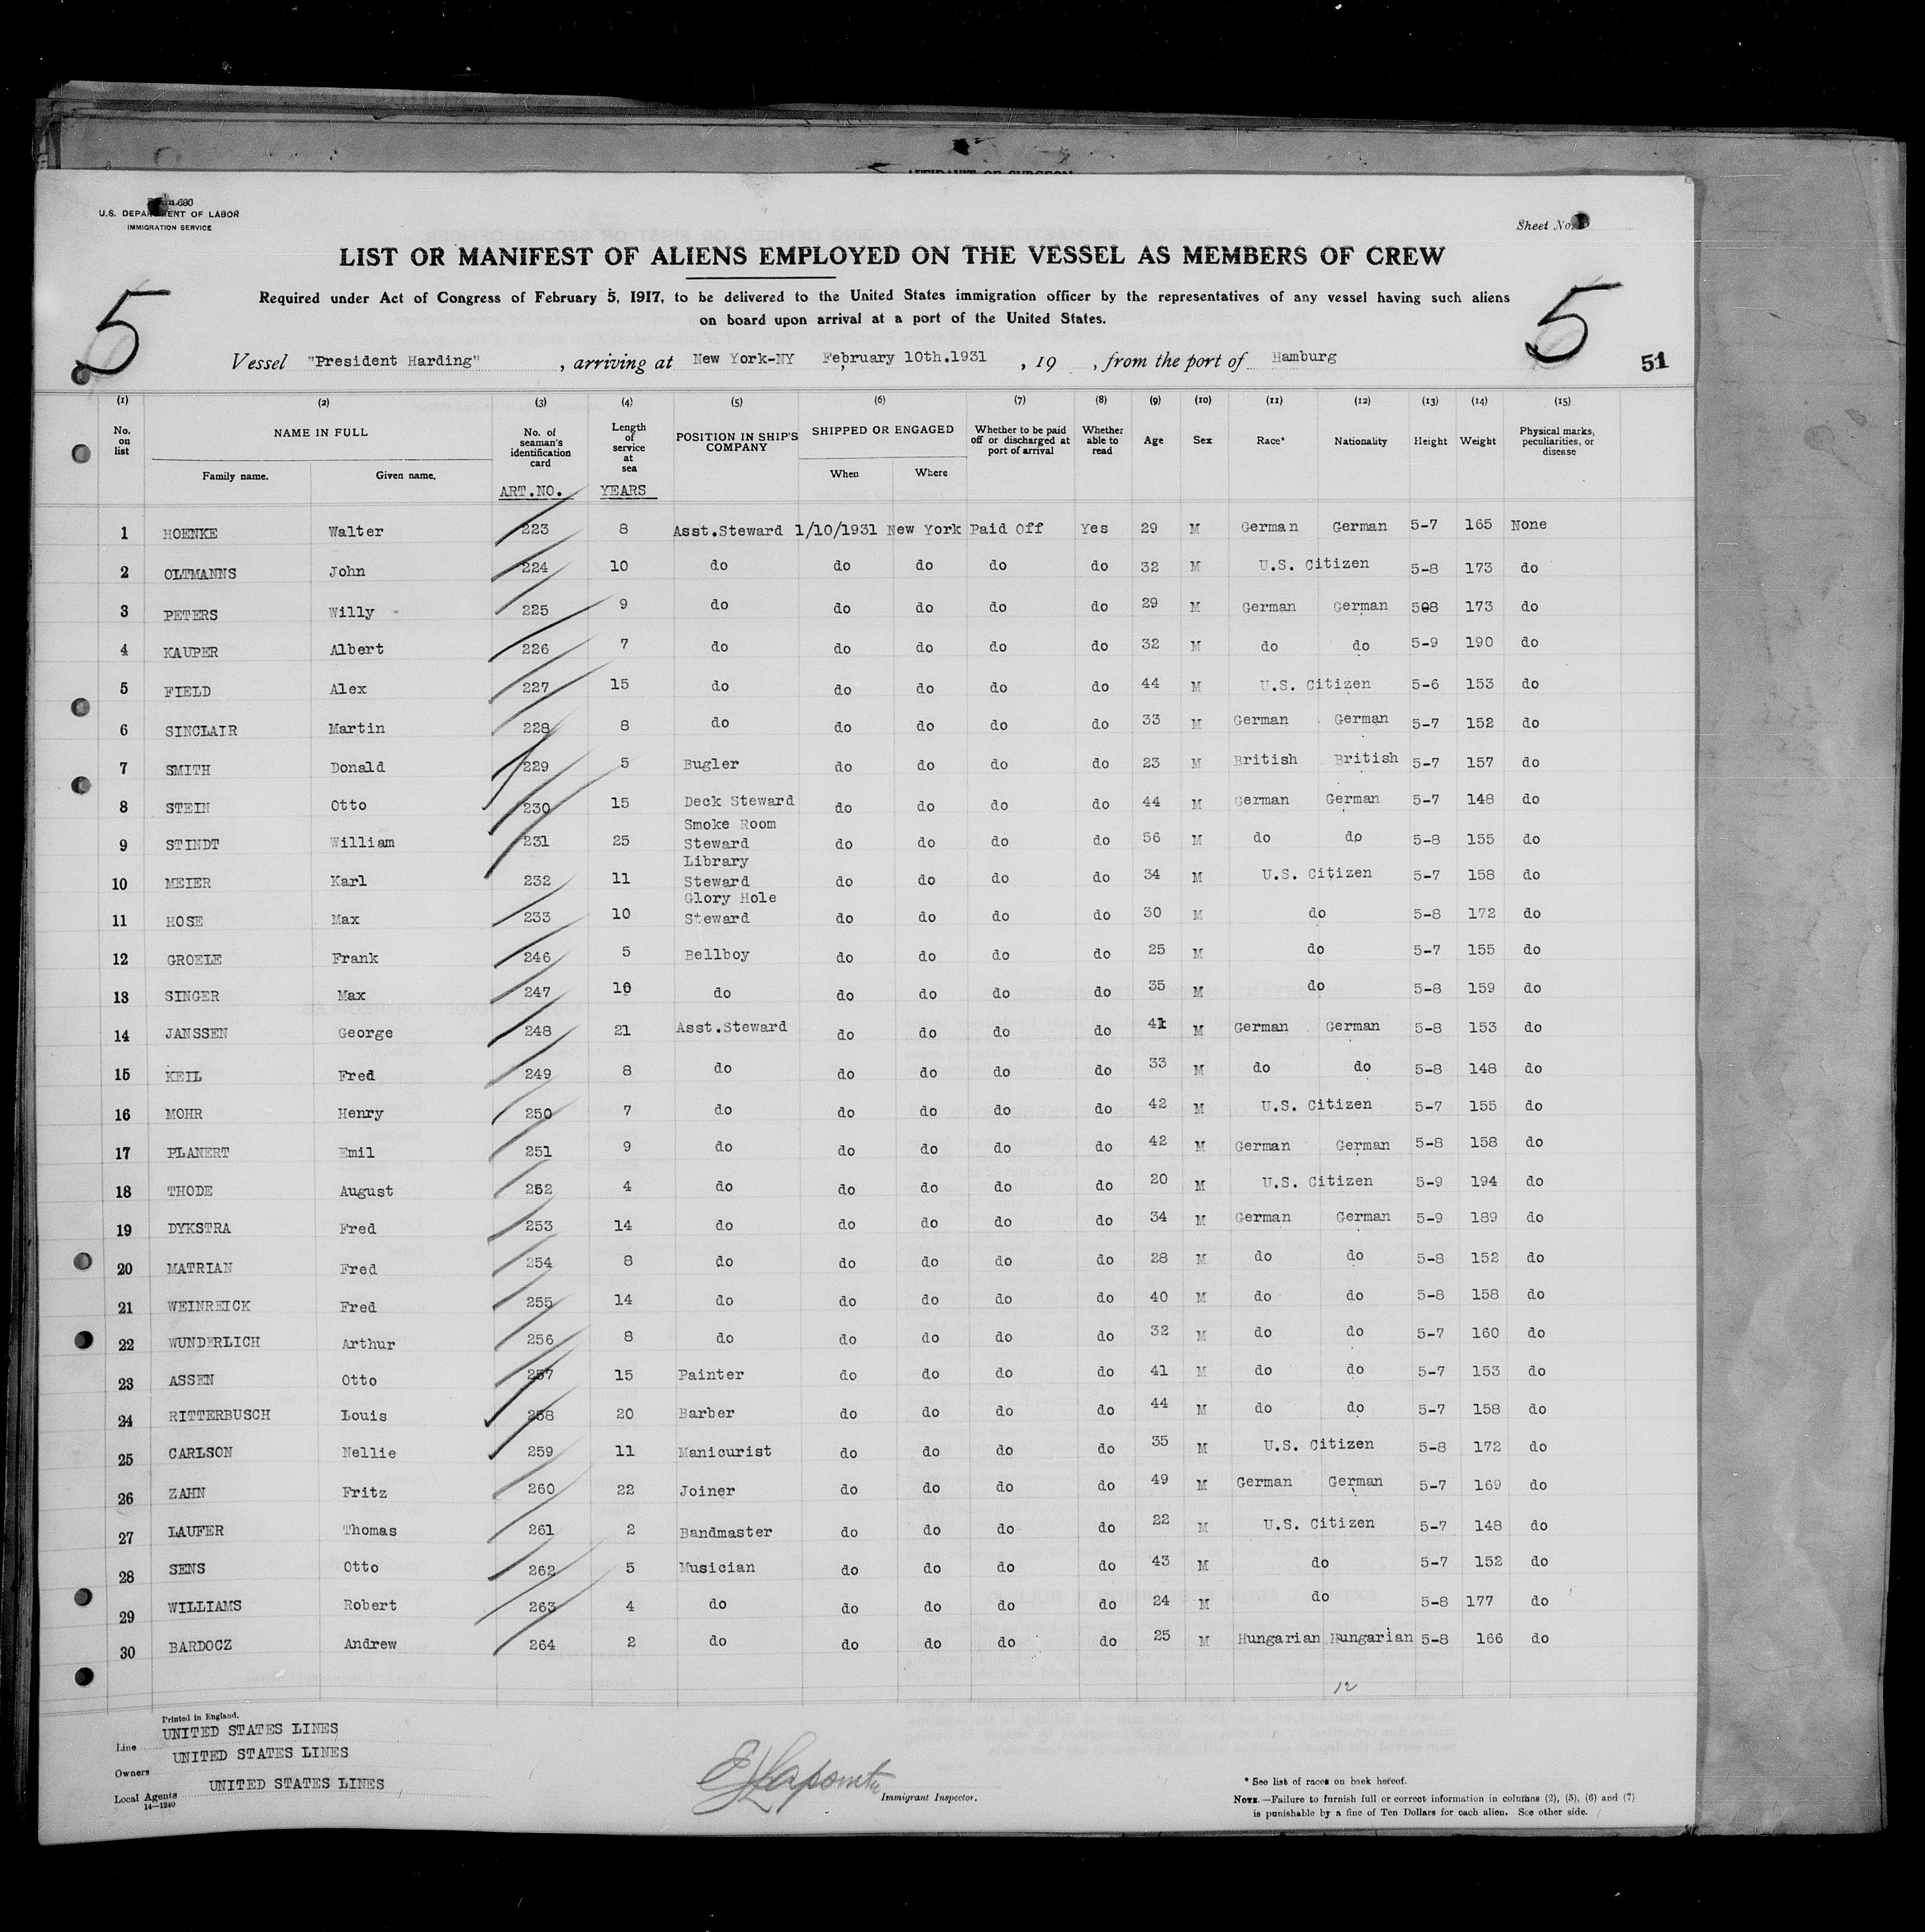 AFFIDAVIT OF SURGEON
U.S. DEPARTMENT OF LABOR
IMMIGRATION SERVICE
Sheet No.
LIST OR MANIFEST OF ALIENS EMPLOYED ON THE VESSEL AS MEMBERS OF CREW
5 5
Required under Act of Congress of February 5, 1917, to be delivered to the United States immigration officer by the representatives of any vessel having such aliens
on board upon arrival at a port of the United States.
Vessel "President Harding", arriving at New York-NY February 10th.1931, 19 , from the port of Hamburg
51
(1) (2) (3) (4) (5) (6) (7) (8) (9) (10) (11) (12) (13) (14) (15)
No. on list NAME IN FULL No. of seaman's identification card Length of service at sea POSITION IN SHIP'S COMPANY SHIPPED OR ENGAGED Whether to be paid off or discharged at port of arrival Whether able to read Age Sex Race* Nationality Height Weight Physical marks, peculiarities, or disease
Family name. Given name. ART.NO. YEARS When Where
1 HOENKE Walter 223 8 Asst.Steward 1/10/1931 New York Paid Off Yes 29 M German German 5-7 165 None
2 OLTMANNS John 224 10 do do do do do 32 M U.S. Citizen 5-8 173 do
3 PETERS Willy 225 9 do do do do do 29 M German German 508 173 do
4 KAUPER Albert 226 7 do do do do do 32 M do do 5-9 190 do
5 FIELD Alex 227 15 do do do do do 44 M U.S. Citizen 5-6 153 do
6 SINCLAIR Martin 228 8 do do do do do 33 M German German 5-7 152 do
7 SMITH Donald 229 5 Bugler do do do do 23 M British British 5-7 157 do
8 STEIN Otto 230 15 Deck Steward do do do do 44 M German German 5-7 148 do
9 STINDT William 231 25 Smoke Room Steward do do do do 56 M do do 5-8 155 do
10 MEIER Karl 232 11 Library Steward do do do do 34 M U.S. Citizen 5-7 158 do
11 HOSE Max 233 10 Glory Hole Steward do do do do 30 M do 5-8 172 do
12 GROELE Frank 246 5 Bellboy do do do do 25 M do 5-7 155 do
13 SINGER Max 247 10 do do do do do 35 M do 5-8 159 do
14 JANSSEN George 248 21 Asst.Steward do do do do 41 M German German 5-8 153 do
15 KEIL Fred 249 8 do do do do do 33 M do do 5-8 148 do
16 MOHR Henry 250 7 do do do do do 42 M U.S. Citizen 5-7 155 do
17 PLANERT Emil 251 9 do do do do do 42 M German German 5-8 158 do
18 THODE August 252 4 do do do do do 20 M U.S. Citizen 5-9 194 do
19 DYKSTRA Fred 253 14 do do do do do 34 M German German 5-9 189 do
20 MATRIAN Fred 254 8 do do do do do 28 M do do 5-8 152 do
21 WEINREICK Fred 255 14 do do do do do 40 M do do 5-8 158 do
22 WUNDERLICH Arthur 256 8 do do do do do 32 M do do 5-7 160 do
23 ASSEN Otto 257 15 Painter do do do do 41 M do do 5-7 153 do
24 RITTERBUSCH Louis 258 20 Barber do do do do 44 M do do 5-7 158 do
25 CARLSON Nellie 259 11 Manicurist do do do do 35 M U.S. Citizen 5-8 172 do
26 ZAHN Fritz 260 22 Joiner do do do do 49 M German German 5-7 169 do
27 LAUFER Thomas 261 2 Bandmaster do do do do 22 M U.S. Citizen 5-7 148 do
28 SENS Otto 262 5 Musician do do do do 43 M do 5-7 152 do
29 WILLIAMS Robert 263 4 do do do do do 24 M do 5-8 177 do
30 BARDOCZ Andrew 264 2 do do do do do 25 M Hungarian Hungarian 5-8 166 do
12
Printed in England.
Line UNITED STATES LINES
Owners UNITED STATES LINES
Local Agents UNITED STATES LINES
14—1240
Immigrant Inspector.
* See list of races on back hereof.
NOTE.—Failure to furnish full or correct information in columns (2), (5), (6) and (7)
is punishable by a fine of Ten Dollars for each alien. See other side.